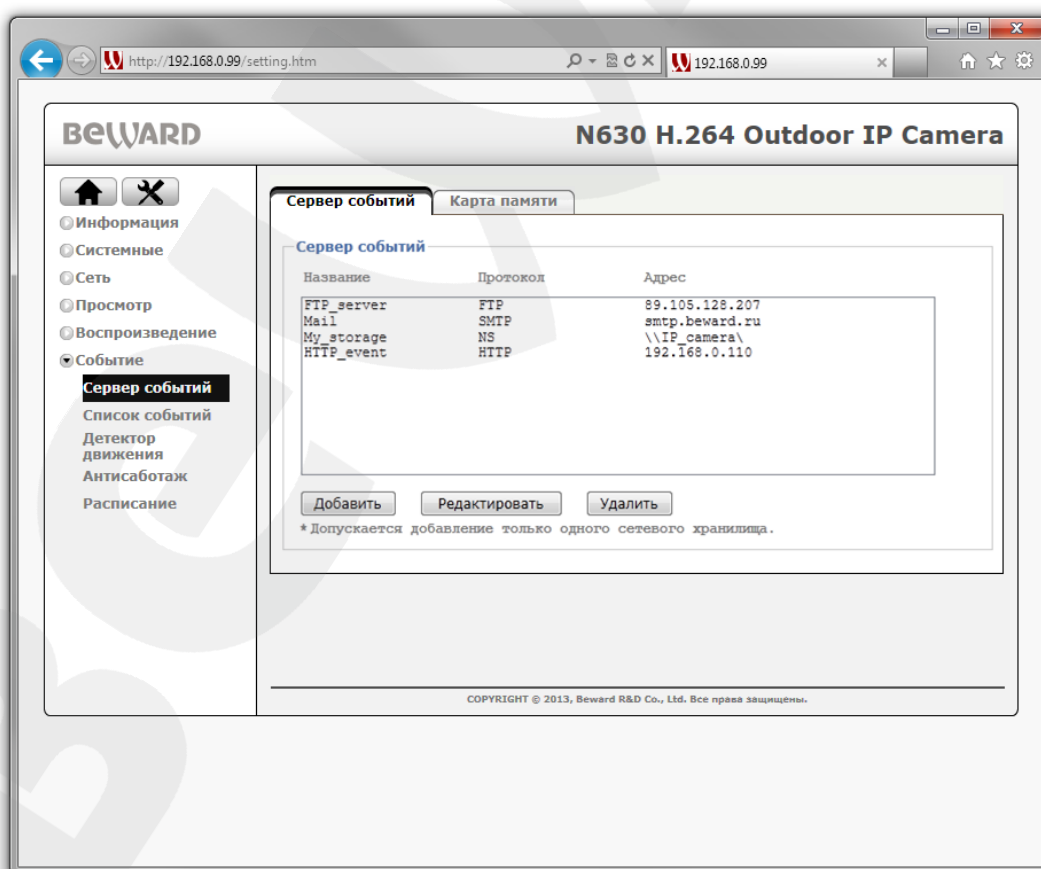 http://192.168.0.99/setting.htm
192.168.0.99
BEWARD
N630 H.264 Outdoor IP Camera
Информация
Системные
Сеть
Просмотр
Воспроизведение
Событие
Сервер событий
Список событий
Детектор
движения
Антисаботаж
Расписание
Сервер событий Карта памяти
Сервер событий
Название Протокол Адрес
FTP_server FTP 89.105.128.207
Mail SMTP smtp.beward.ru
My_storage NS \\IP_camera\
HTTP_event HTTP 192.168.0.110
Добавить Редактировать Удалить
*Допускается добавление только одного сетевого хранилища.
COPYRIGHT © 2013, Beward R&D Co., Ltd. Все права защищены.